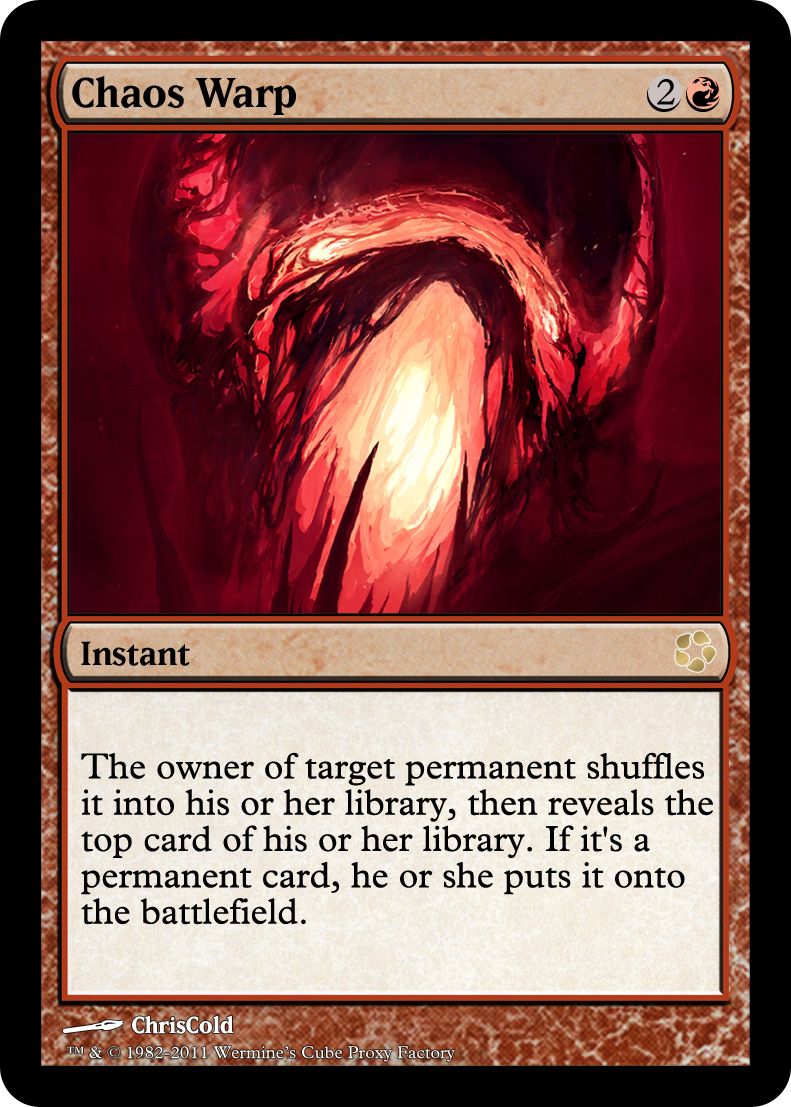 Chaos Warp 2
Instant
The owner of target permanent shuffles
it into his or her library, then reveals the
top card of his or her library. If it's a
permanent card, he or she puts it onto
the battlefield.
ChrisCold
™ & © 1982-2011 Wermine's Cube Proxy Factory